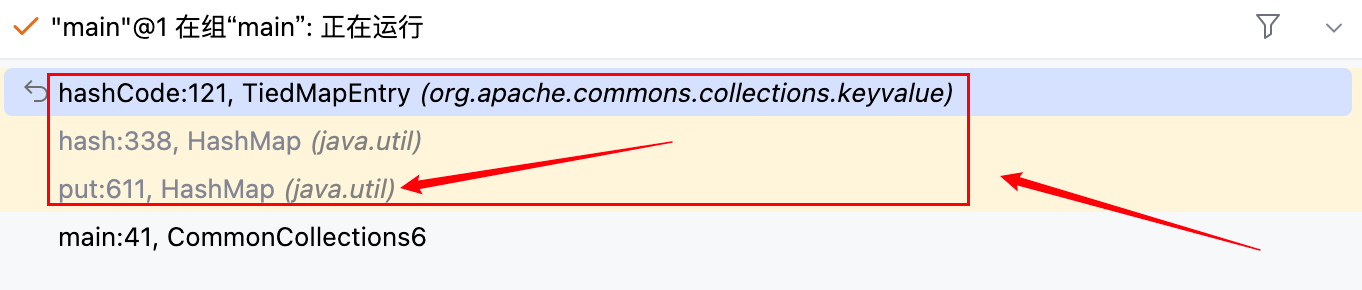 "main"@1 在组“main”: 正在运行
hashCode:121, TiedMapEntry (org.apache.commons.collections.keyvalue)
hash:338, HashMap (java.util)
put:611, HashMap (java.util)
main:41, CommonCollections6